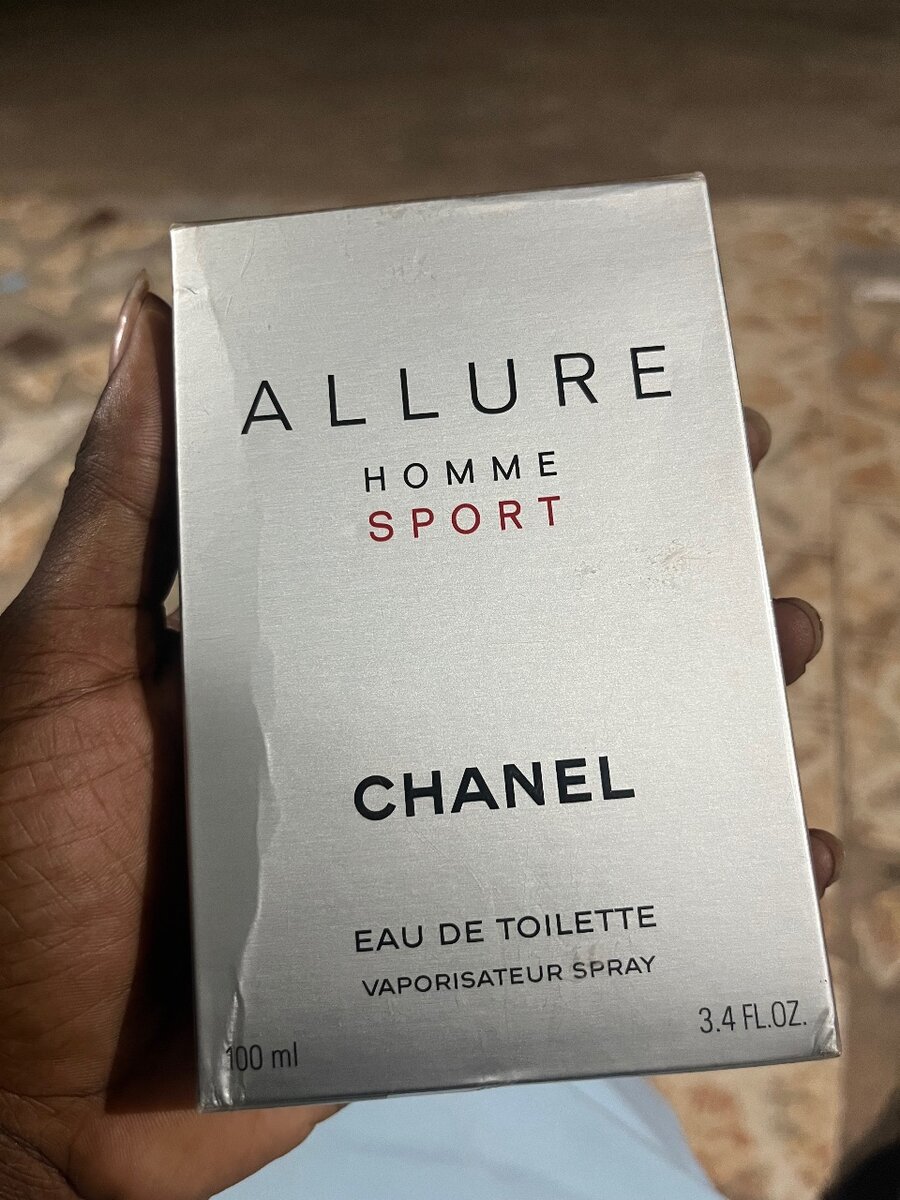 ALLURE
HOMME
SPORT
CHANEL
EAU DE TOILETTE
VAPORISATEUR SPRAY
100 ml
3.4 FL.OZ.